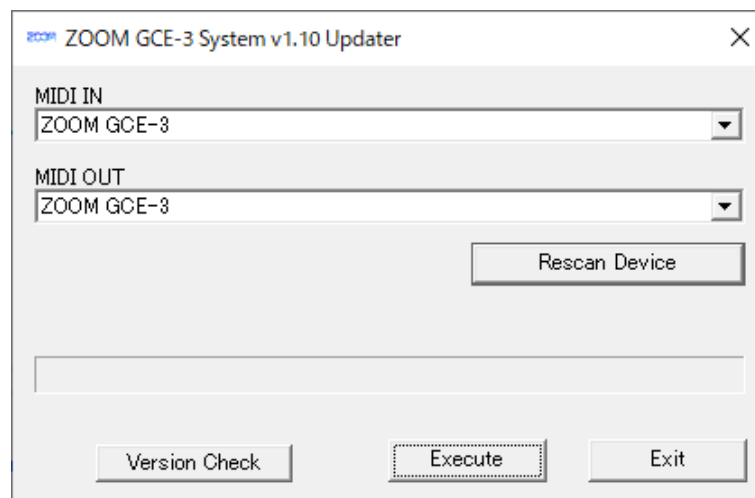 ZOOM ZOOM GCE-3 System v1.10 Updater
MIDI IN
ZOOM GCE-3
MIDI OUT
ZOOM GCE-3
Rescan Device
Version Check Execute Exit